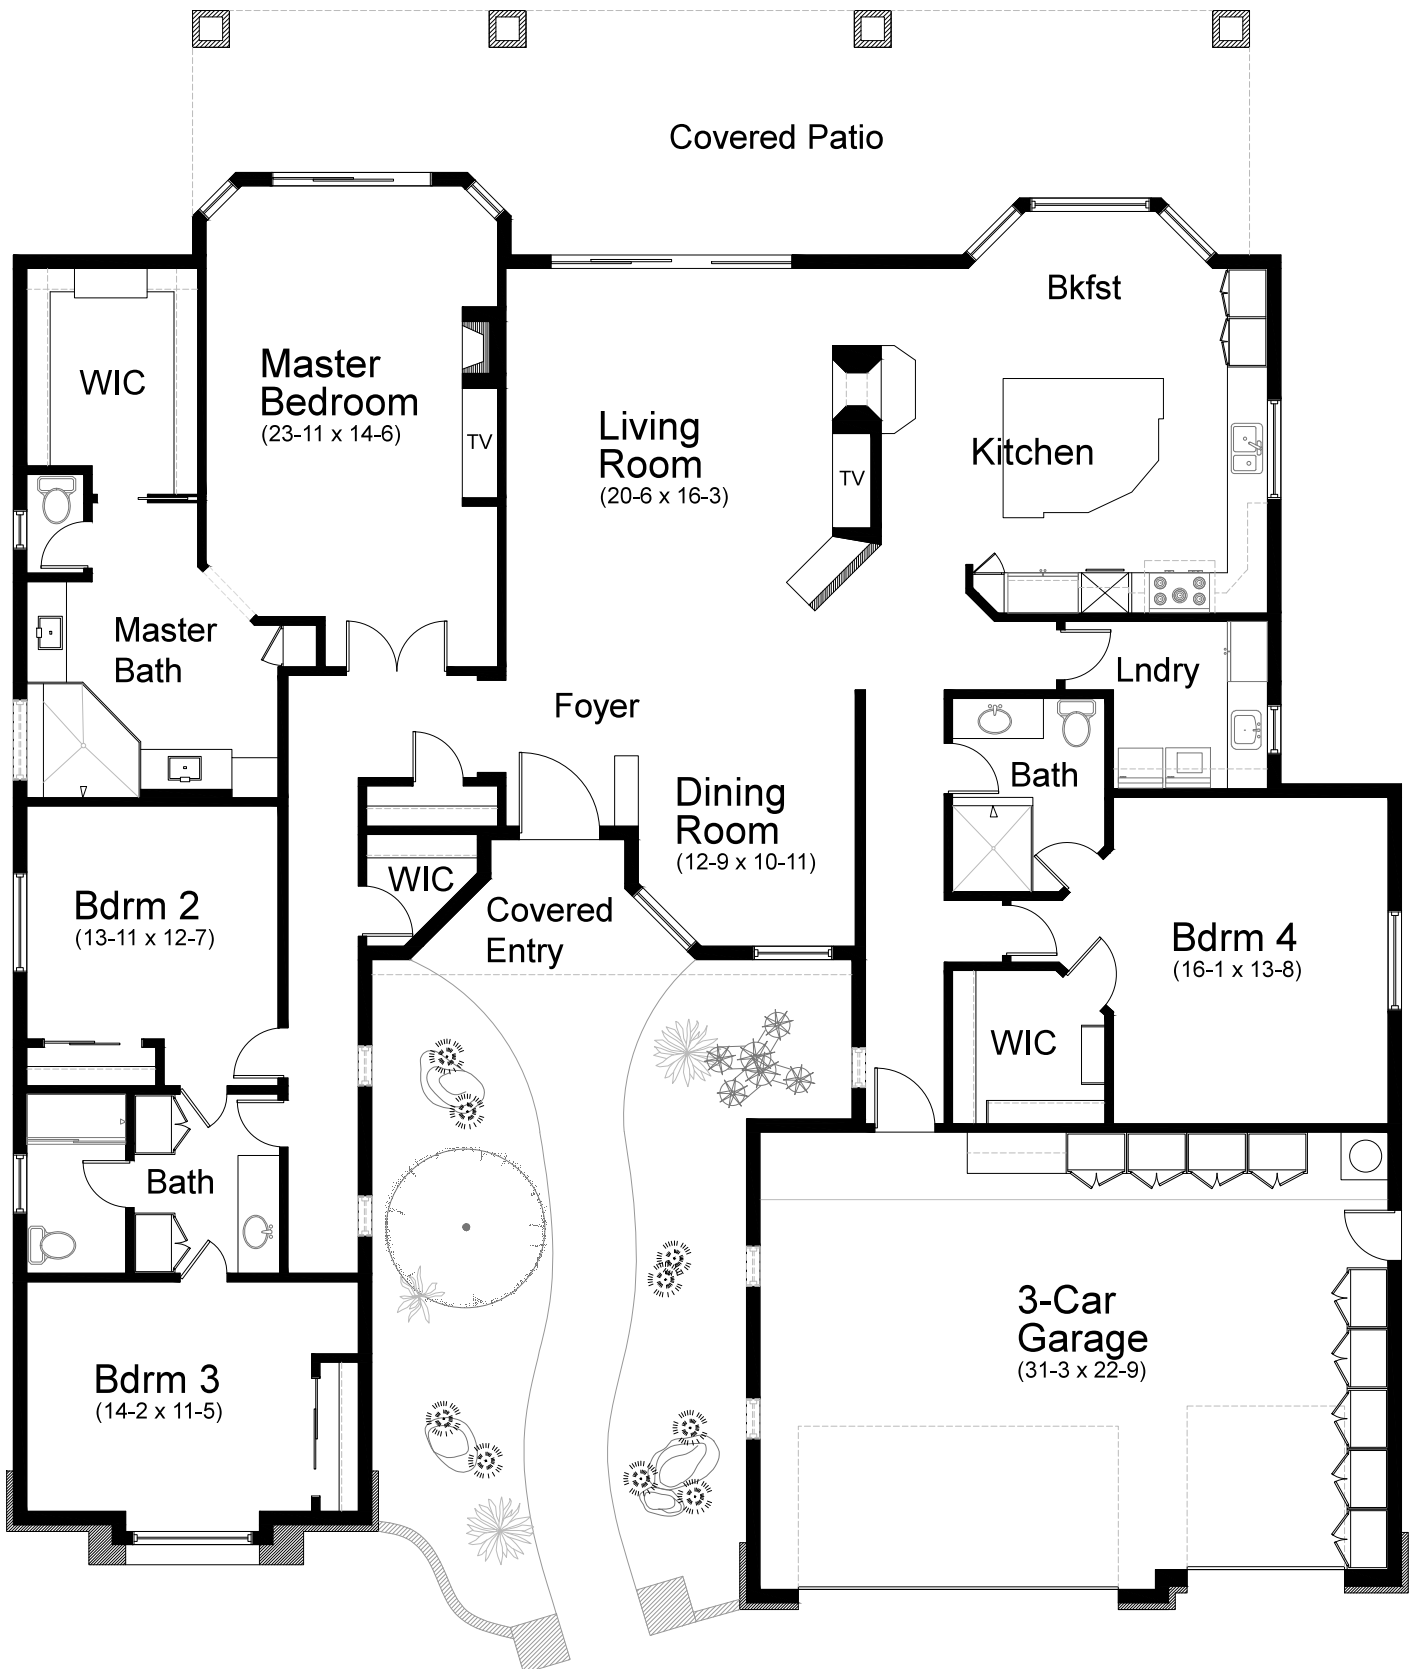 Covered Patio
Bkfst
WIC
Master
Bedroom
(23-11 x 14-6)
TV
Living
Room
(20-6 x 16-3)
TV
Kitchen
Master
Bath
Foyer
Lndry
Bath
Dining
Room
(12-9 x 10-11)
WIC
Covered
Entry
Bdrm 2
(13-11 x 12-7)
Bdrm 4
(16-1 x 13-8)
WIC
Bath
3-Car
Garage
(31-3 x 22-9)
Bdrm 3
(14-2 x 11-5)